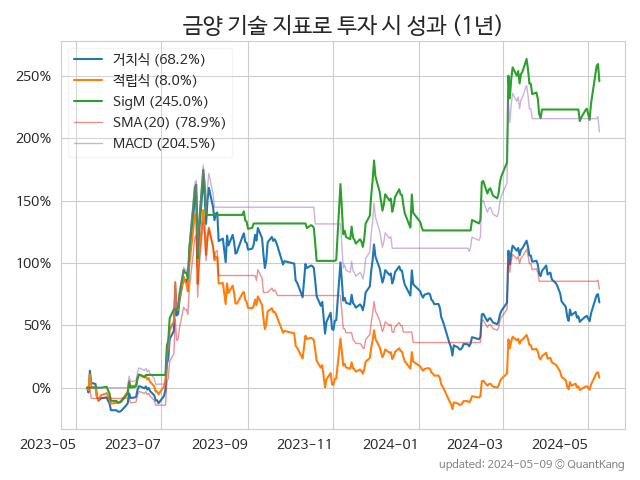 금양 기술 지표로 투자 시 성과 (1년)
거치식 (68.2%)
적립식 (8.0%)
SigM (245.0%)
SMA(20) (78.9%)
MACD (204.5%)
250%
200%
150%
100%
50%
0%
2023-05
2023-07
2023-09
2023-11
2024-01
2024-03
2024-05
updated: 2024-05-09 © QuantKang